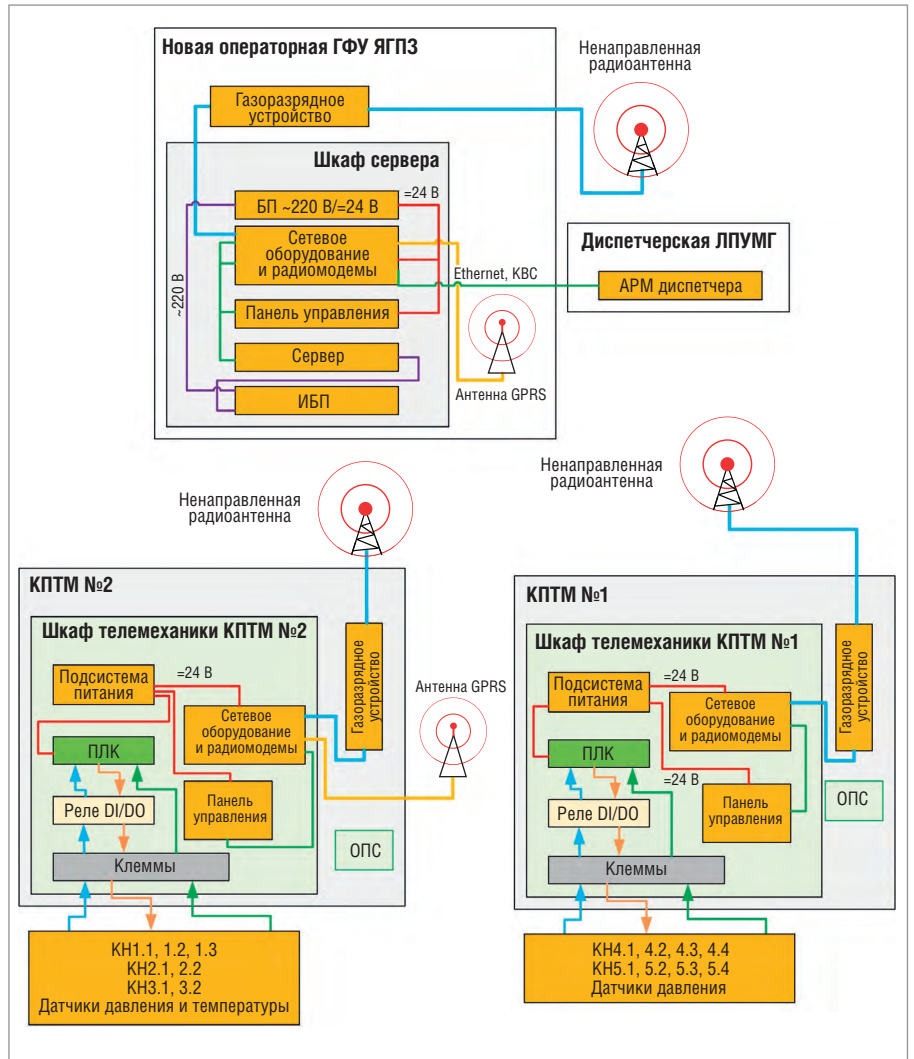 Новая операторная ГФУ ЯГПЗ
Ненаправленная
радиоантенна
Газоразрядное
устройство
Шкаф сервера
=24 В
БП ~220 В/=24 В
Сетевое
оборудование
и радиомодемы
~220 В
Ethernet, КВС
Диспетчерская ЛПУМГ
АРМ диспетчера
Панель управления
Сервер
ИБП
Антенна GPRS
Ненаправленная
радиоантенна
Ненаправленная
радиоантенна
КПТМ №2
Шкаф телемеханики КПТМ №2
Подсистема
питания
=24 В
Сетевое
оборудование
и радиомодемы
Газоразрядное
устройство
Антенна GPRS
ПЛК
Реле DI/DO
Панель
управления
Клеммы
ОПС
КН1.1, 1.2, 1.3
КН2.1, 2.2
КН3.1, 3.2
Датчики давления и температуры
КПТМ №1
Шкаф телемеханики КПТМ №1
Подсистема
питания
=24 В
Сетевое
оборудование
и радиомодемы
Газоразрядное
устройство
ПЛК
=24 В
Реле DI/DO
Панель
управления
Клеммы
ОПС
КН4.1, 4.2, 4.3, 4.4
КН5.1, 5.2, 5.3, 5.4
Датчики давления